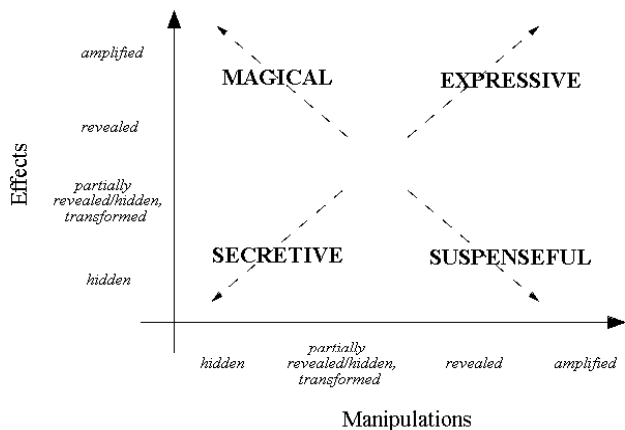 amplified
MAGICAL
EXPRESSIVE
revealed
Effects
partially
revealed/hidden,
transformed
SECRETIVE
SUSPENSEFUL
hidden
hidden
partially
revealed/hidden,
transformed
revealed
amplified
Manipulations